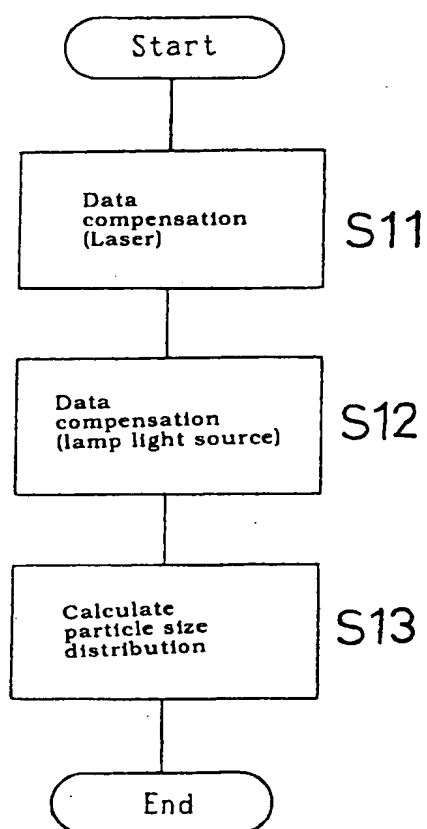 Start
Data
compensation
(Laser)
S11
Data
compensation
(lamp light source)
S12
Calculate
particle size
distribution
S13
End